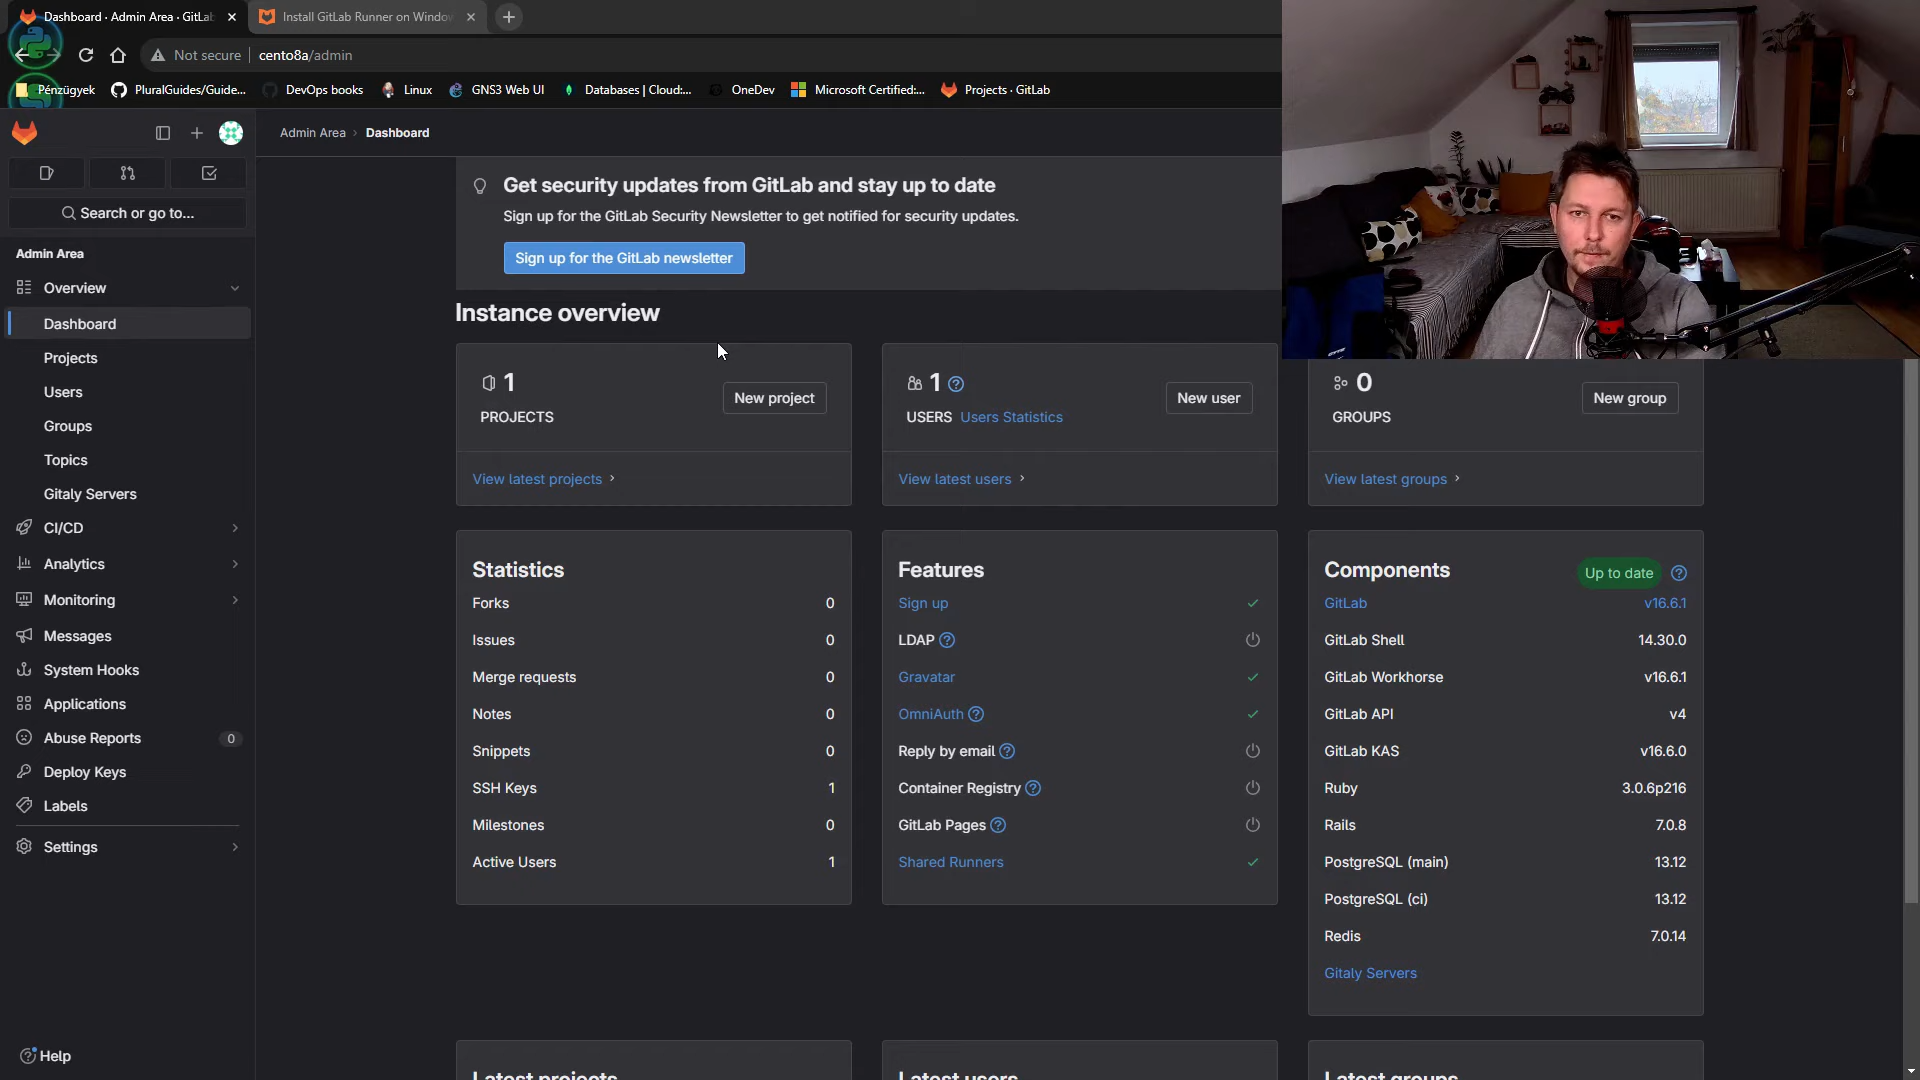 Dashboard · Admin Area · GitLab
Install GitLab Runner on Window
Not secure
cento8a/admin
Pénzügyek
PluralGuides/Guide...
DevOps books
Linux
GNS3 Web UI
Databases | Cloud:...
OneDev
Microsoft Certified:...
Projects · GitLab
Admin Area › Dashboard
Search or go to...
Admin Area
Overview
Dashboard
Projects
Users
Groups
Topics
Gitaly Servers
CI/CD
Analytics
Monitoring
Messages
System Hooks
Applications
Abuse Reports 0
Deploy Keys
Labels
Settings
Help
Get security updates from GitLab and stay up to date
Sign up for the GitLab Security Newsletter to get notified for security updates.
Sign up for the GitLab newsletter
Instance overview
1
PROJECTS
New project
View latest projects
1
USERS Users Statistics
New user
View latest users
0
GROUPS
New group
View latest groups
Statistics
Forks 0
Issues 0
Merge requests 0
Notes 0
Snippets 0
SSH Keys 1
Milestones 0
Active Users 1
Features
Sign up
LDAP
Gravatar
OmniAuth
Reply by email
Container Registry
GitLab Pages
Shared Runners
Components Up to date
GitLab v16.6.1
GitLab Shell 14.30.0
GitLab Workhorse v16.6.1
GitLab API v4
GitLab KAS v16.6.0
Ruby 3.0.6p216
Rails 7.0.8
PostgreSQL (main) 13.12
PostgreSQL (ci) 13.12
Redis 7.0.14
Gitaly Servers
Latest projects
Latest users
Latest groups